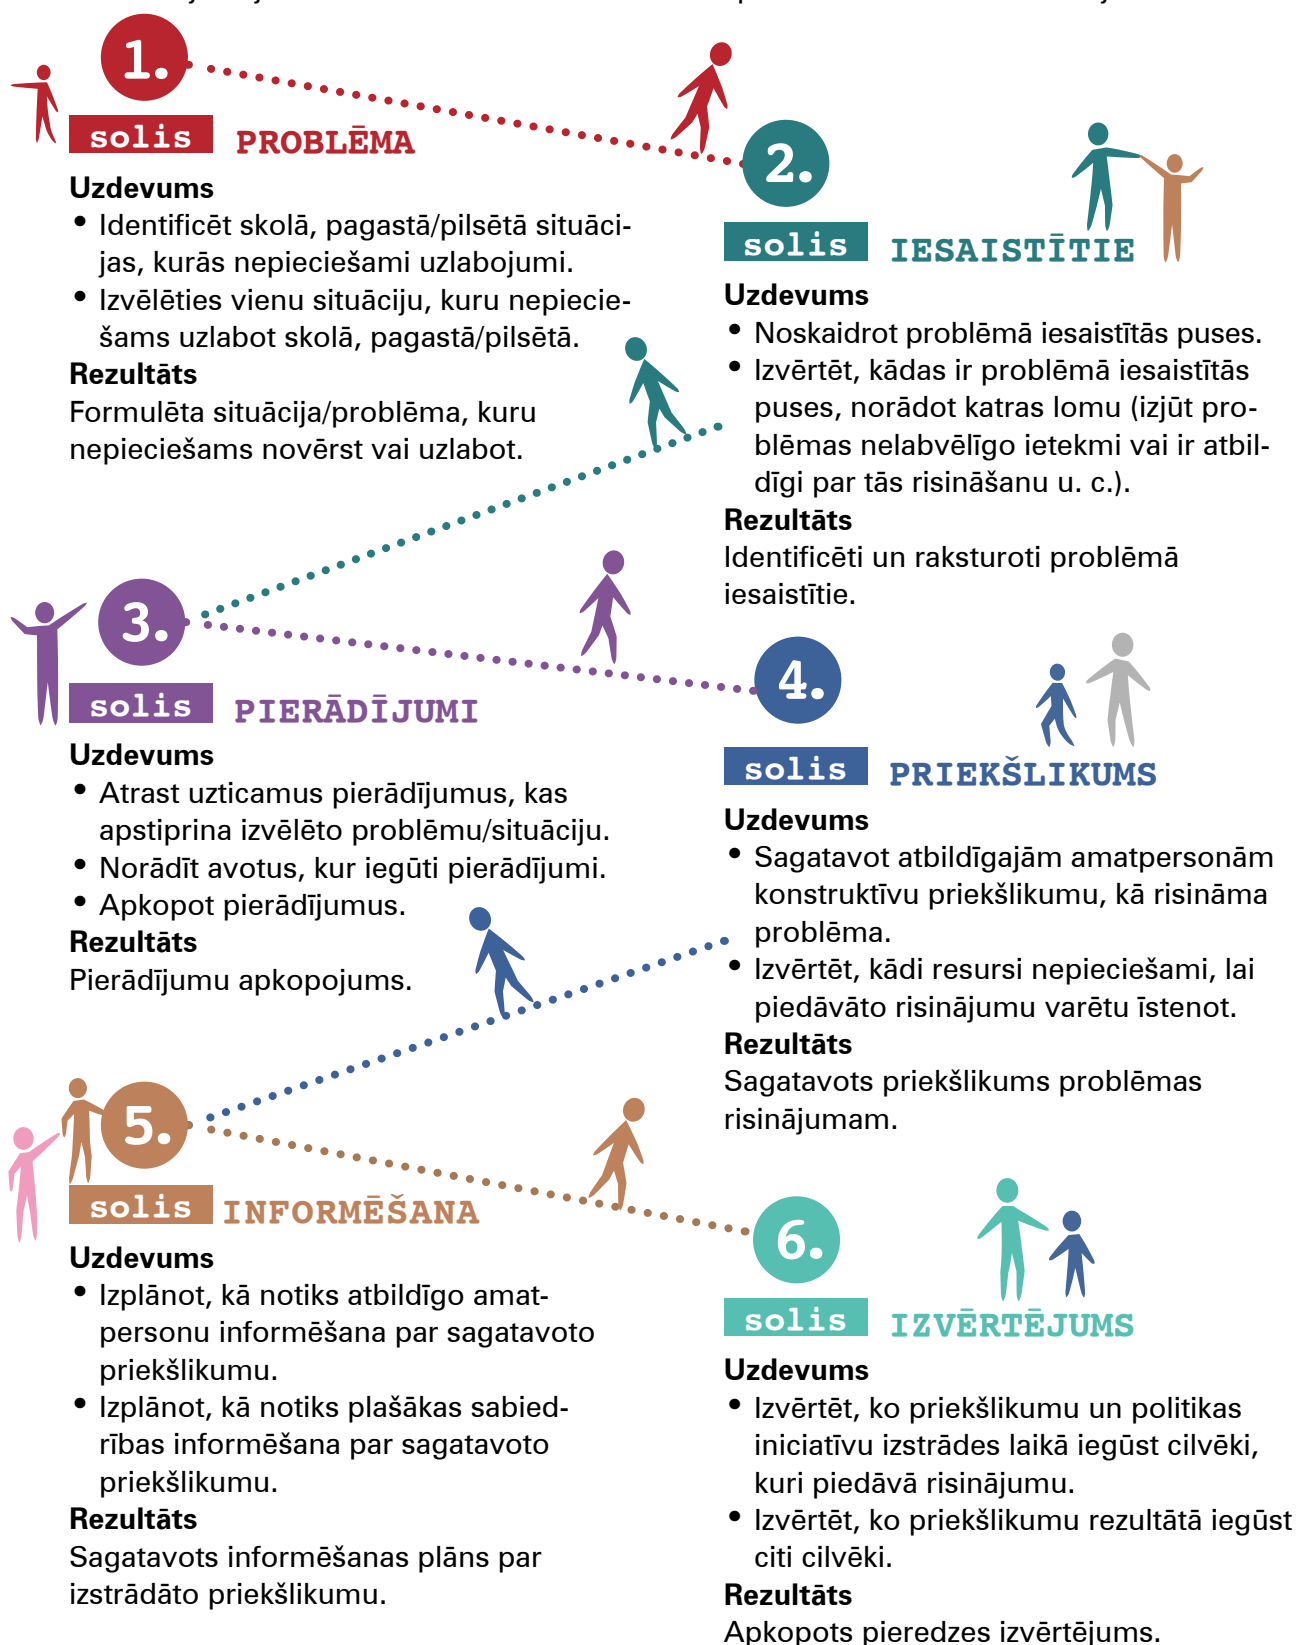 1.
solis PROBLĒMA
Uzdevums
• Identificēt skolā, pagastā/pilsētā situāci-
jas, kurās nepieciešami uzlabojumi.
• Izvēlēties vienu situāciju, kuru nepiecie-
šams uzlabot skolā, pagastā/pilsētā.
Rezultāts
Formulēta situācija/problēma, kuru
nepieciešams novērst vai uzlabot.
2.
solis IESAISTĪTIE
Uzdevums
• Noskaidrot problēmā iesaistītās puses.
• Izvērtēt, kādas ir problēmā iesaistītās
puses, norādot katras lomu (izjūt pro-
blēmas nelabvēlīgo ietekmi vai ir atbil-
dīgi par tās risināšanu u. c.).
Rezultāts
Identificēti un raksturoti problēmā
iesaistītie.
3.
solis PIERĀDĪJUMI
Uzdevums
• Atrast uzticamus pierādījumus, kas
apstiprina izvēlēto problēmu/situāciju.
• Norādīt avotus, kur iegūti pierādījumi.
• Apkopot pierādījumus.
Rezultāts
Pierādījumu apkopojums.
4.
solis PRIEKŠLIKUMS
Uzdevums
• Sagatavot atbildīgajām amatpersonām
konstruktīvu priekšlikumu, kā risināma
problēma.
• Izvērtēt, kādi resursi nepieciešami, lai
piedāvāto risinājumu varētu īstenot.
Rezultāts
Sagatavots priekšlikums problēmas
risinājumam.
5.
solis INFORMĒŠANA
Uzdevums
• Izplānot, kā notiks atbildīgo amat-
personu informēšana par sagatavoto
priekšlikumu.
• Izplānot, kā notiks plašākas sabied-
rības informēšana par sagatavoto
priekšlikumu.
Rezultāts
Sagatavots informēšanas plāns par
izstrādāto priekšlikumu.
6.
solis IZVĒRTĒJUMS
Uzdevums
• Izvērtēt, ko priekšlikumu un politikas
iniciatīvu izstrādes laikā iegūst cilvēki,
kuri piedāvā risinājumu.
• Izvērtēt, ko priekšlikumu rezultātā iegūst
citi cilvēki.
Rezultāts
Apkopots pieredzes izvērtējums.